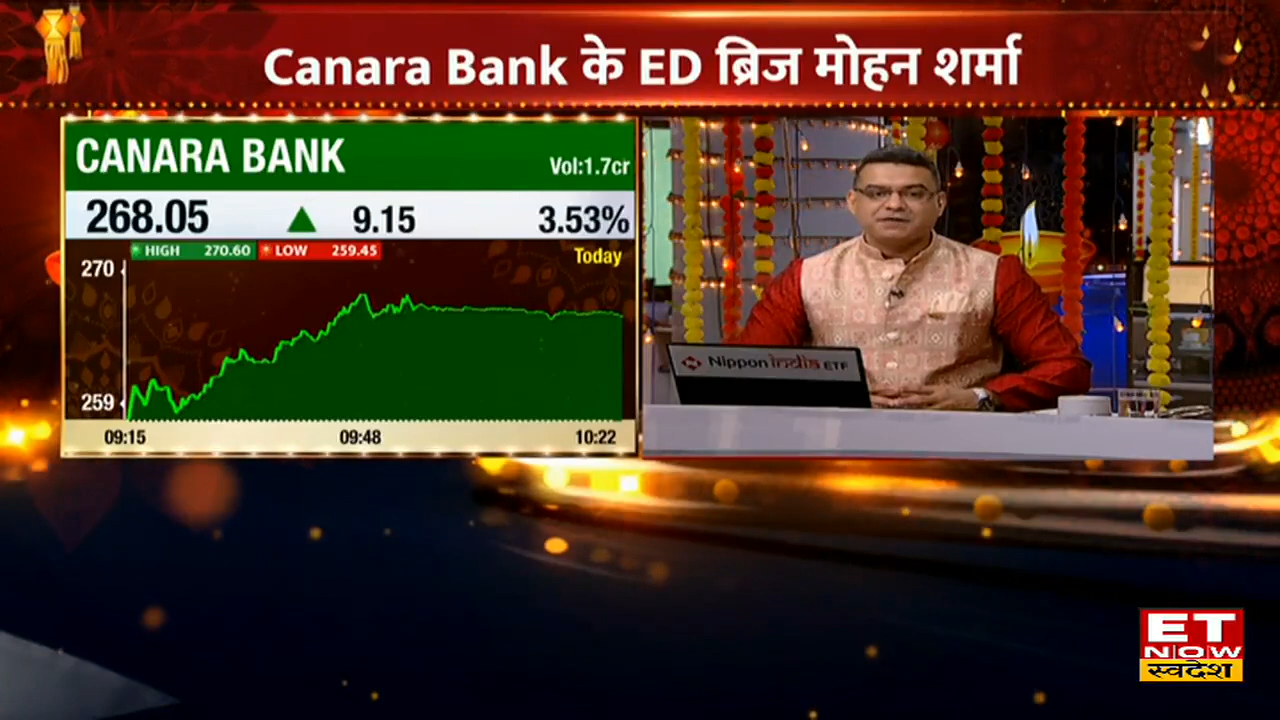 Canara Bank के ED ब्रिज मोहन शर्मा
CANARA BANK
Vol:1.7cr
268.05 ▲ 9.15 3.53%
HIGH 270.60 LOW 259.45
Today
270
259
09:15 09:48 10:22
Nippon india ETF
ET
NOW
स्वदेश